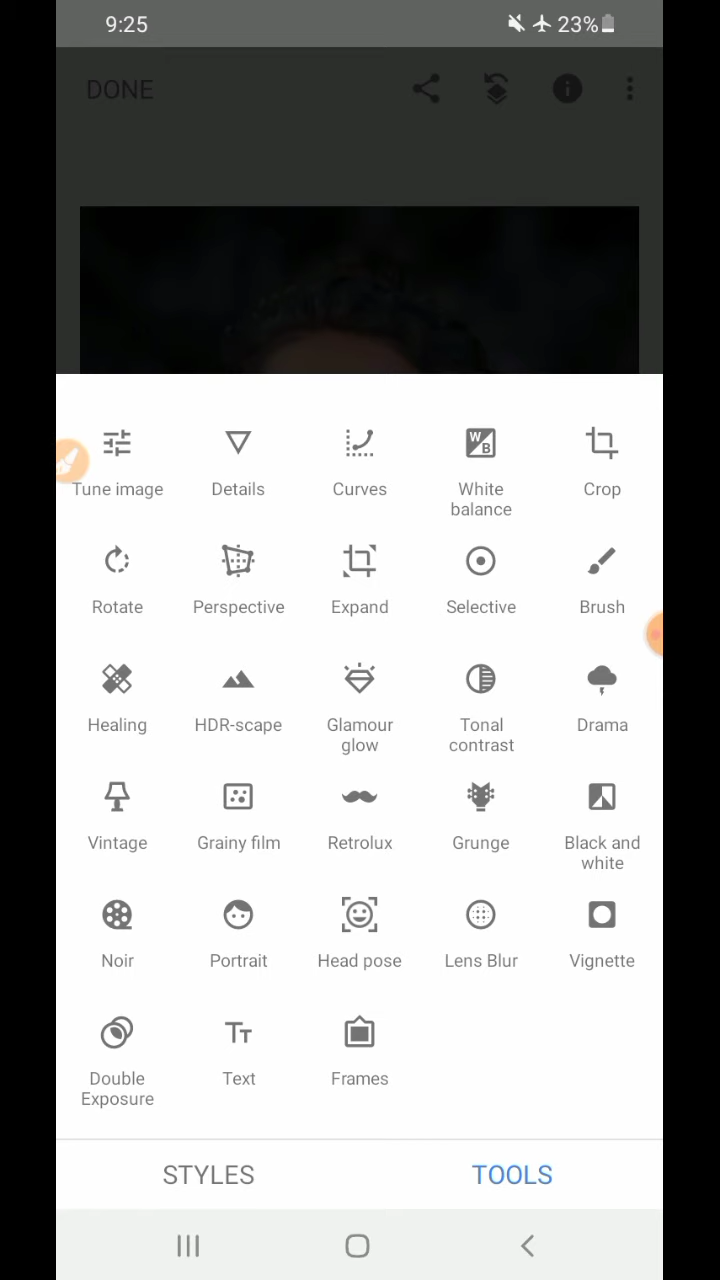 9:25
23%
DONE
Tune image
Details
Curves
White
balance
Crop
Rotate
Perspective
Expand
Selective
Brush
Healing
HDR-scape
Glamour
glow
Tonal
contrast
Drama
Vintage
Grainy film
Retrolux
Grunge
Black and
white
Noir
Portrait
Head pose
Lens Blur
Vignette
Double
Exposure
Text
Frames
STYLES
TOOLS